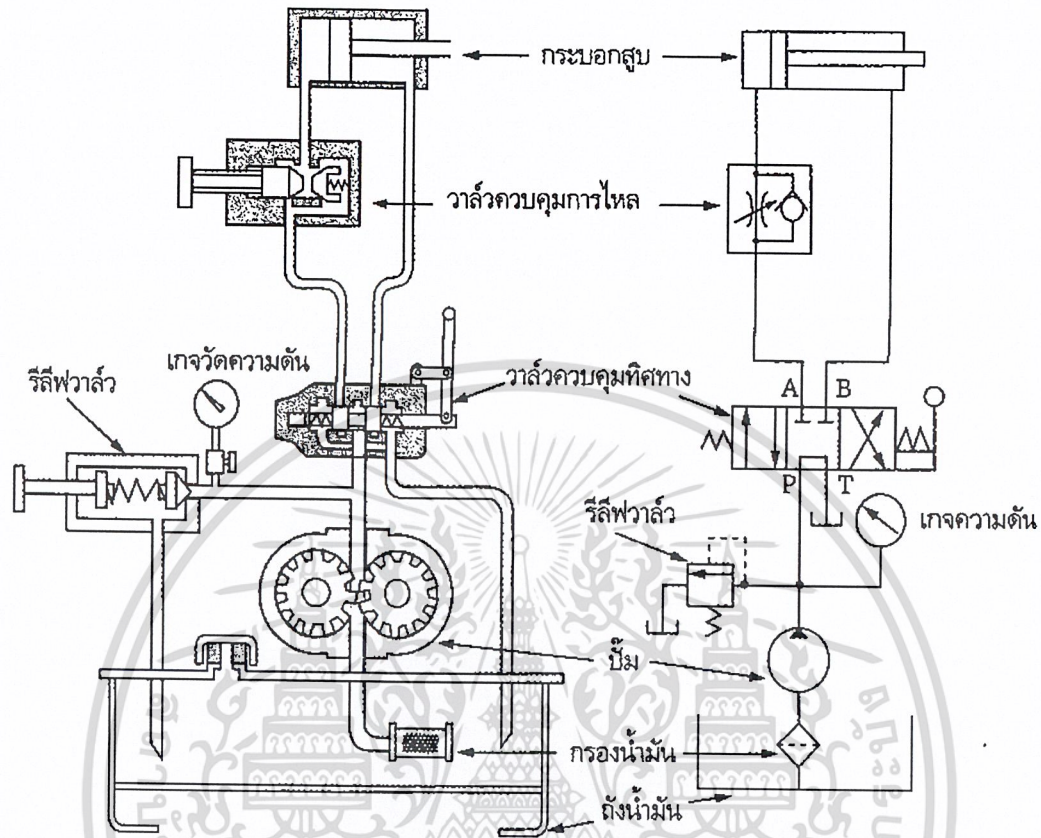 กระบอกสูบ
วาล์วควบคุมการไหล
เกจวัดความดัน
รีลีฟวาล์ว
วาล์วควบคุมทิศทาง
A B
P T
รีลีฟวาล์ว
เกจความดัน
ปั๊ม
กรองน้ำมัน
ถังน้ำมัน